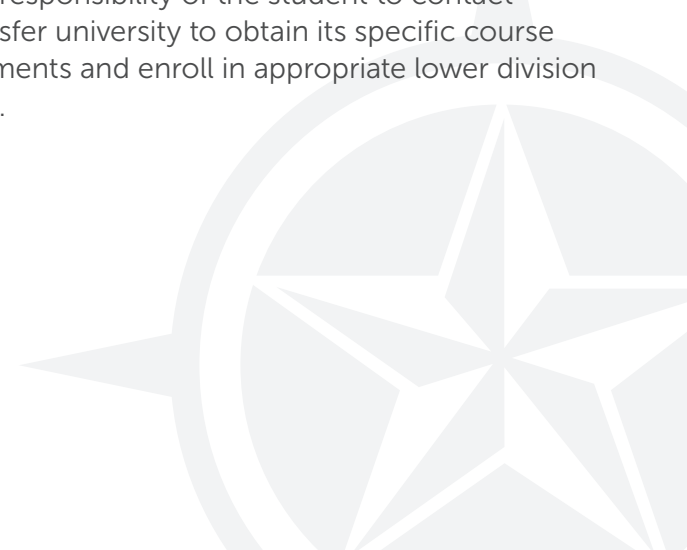 responsibility of the student to contact
sfer university to obtain its specific course
ments and enroll in appropriate lower division
.